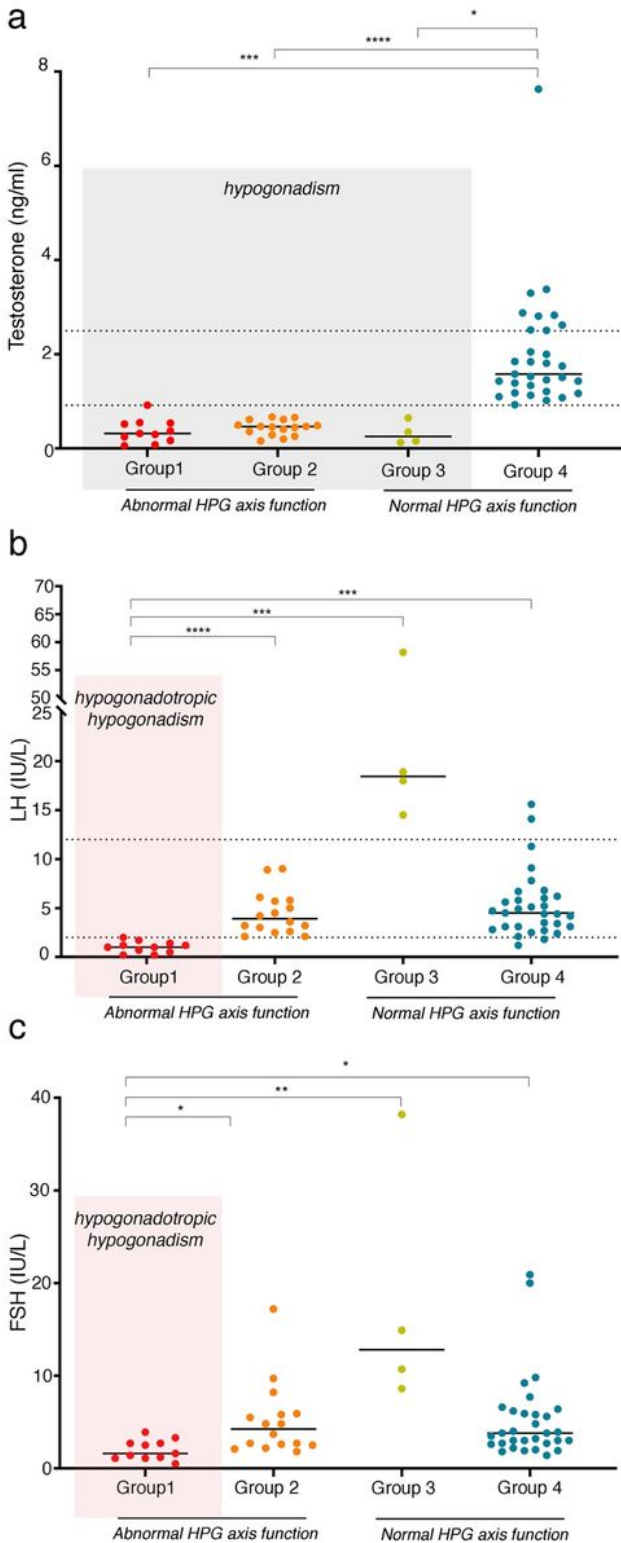 a
*
****
***
8
hypogonadism
6
Testosterone (ng/ml)
4
2
0
Group1 Group 2 Group 3 Group 4
Abnormal HPG axis function Normal HPG axis function
b
70
65
60
55
50
***
***
****
hypogonadotropic
hypogonadism
25
LH (IU/L)
20
15
10
5
0
Group1 Group 2 Group 3 Group 4
Abnormal HPG axis function Normal HPG axis function
c
*
**
*
40
30
hypogonadotropic
hypogonadism
FSH (IU/L)
20
10
0
Group1 Group 2 Group 3 Group 4
Abnormal HPG axis function Normal HPG axis function